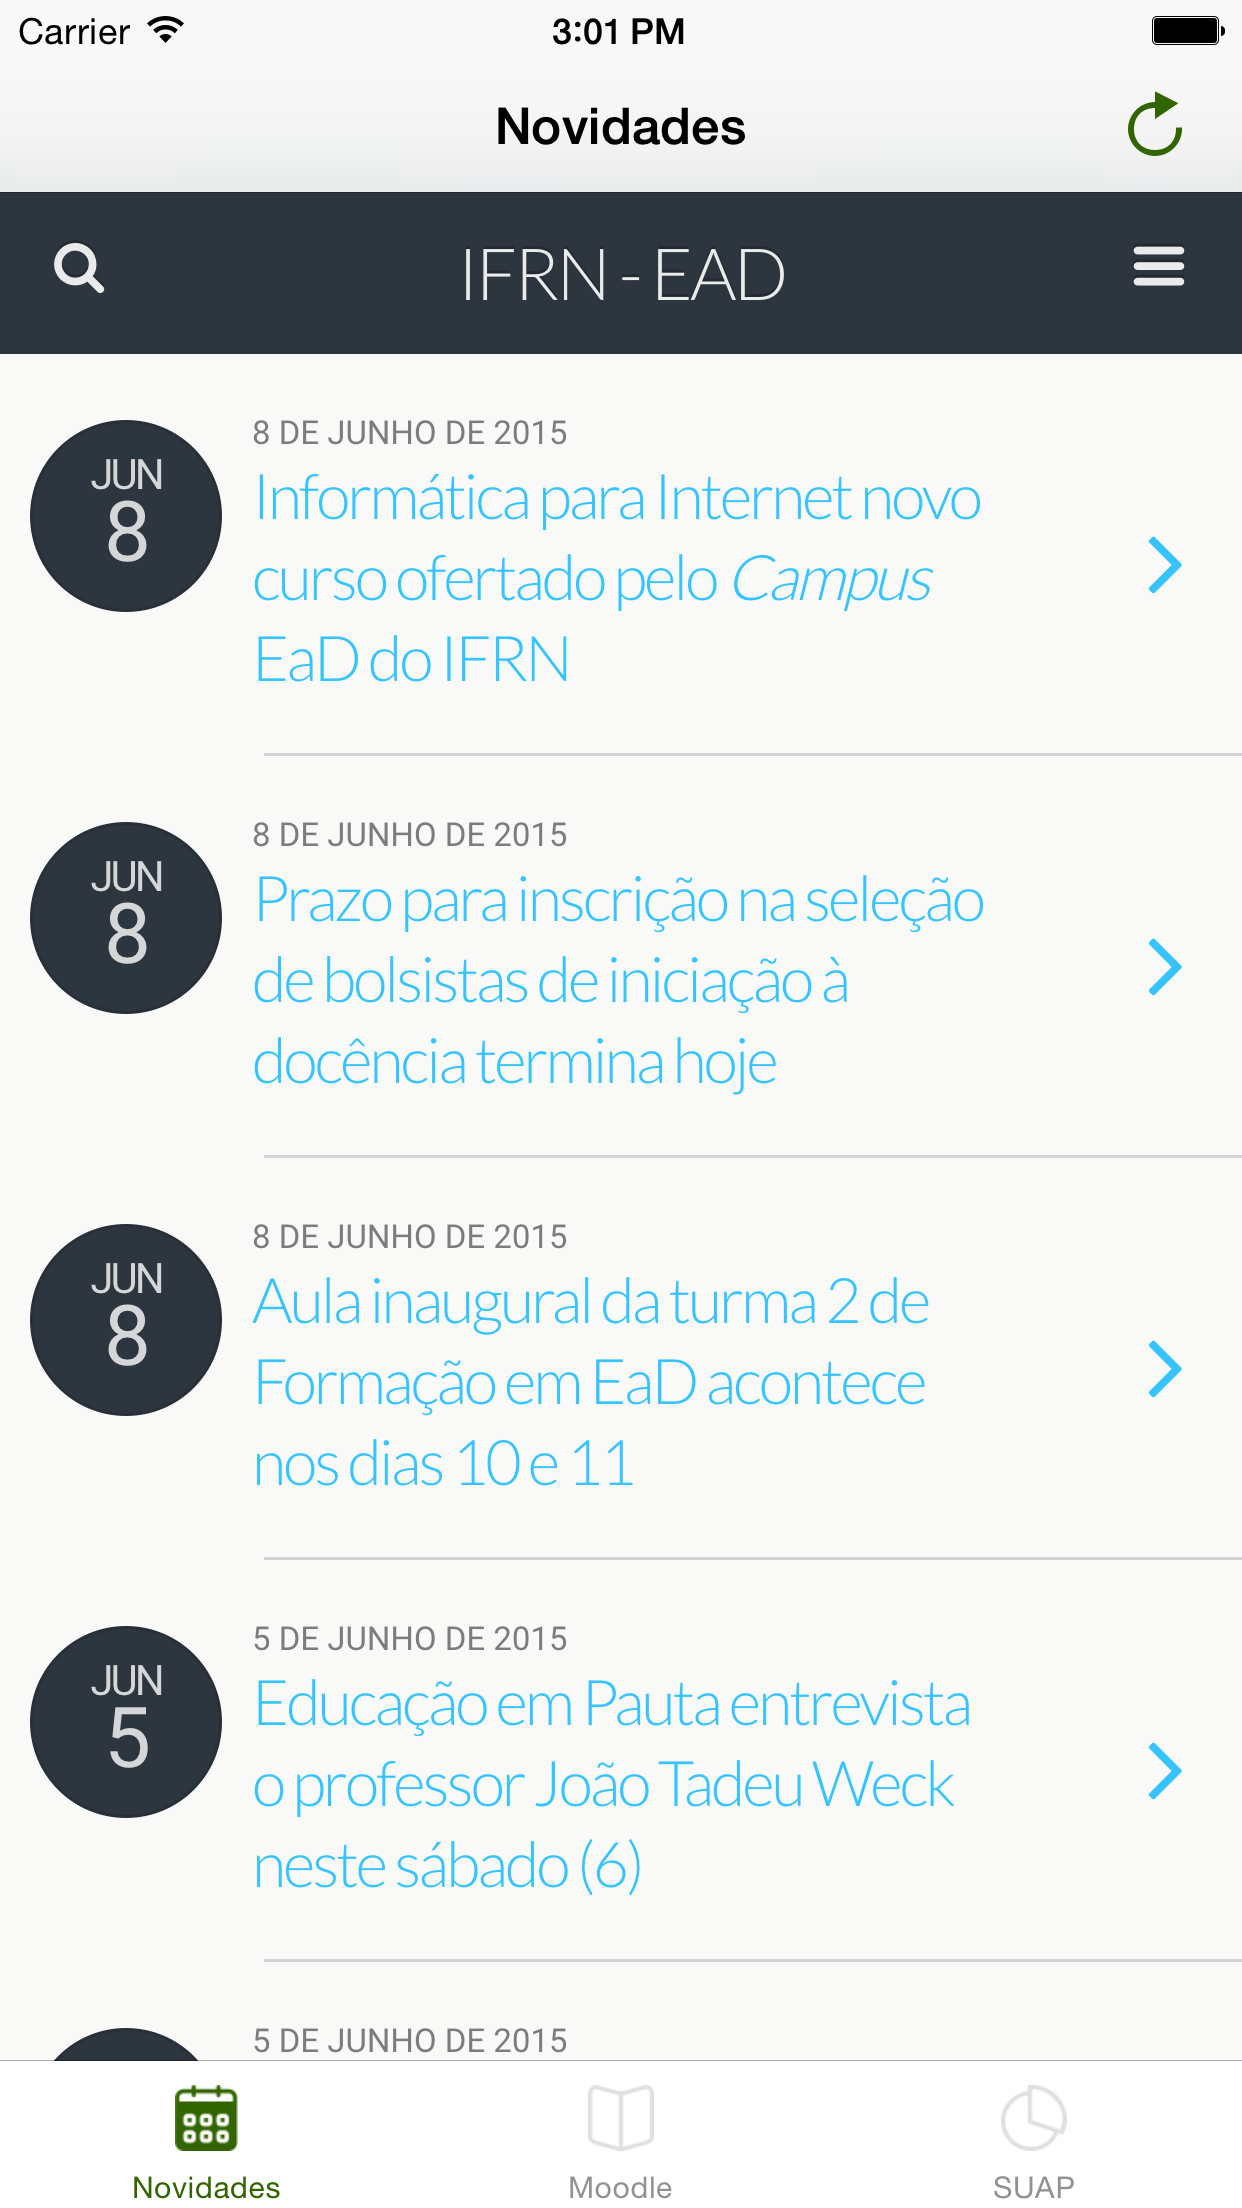 Carrier
3:01 PM
Novidades
IFRN - EAD
8 DE JUNHO DE 2015
JUN
8
Informática para Internet novo
curso ofertado pelo Campus
EaD do IFRN
8 DE JUNHO DE 2015
JUN
8
Prazo para inscrição na seleção
de bolsistas de iniciação à
docência termina hoje
8 DE JUNHO DE 2015
JUN
8
Aula inaugural da turma 2 de
Formação em EaD acontece
nos dias 10 e 11
5 DE JUNHO DE 2015
JUN
5
Educação em Pauta entrevista
o professor João Tadeu Weck
neste sábado (6)
5 DE JUNHO DE 2015
Novidades
Moodle
SUAP